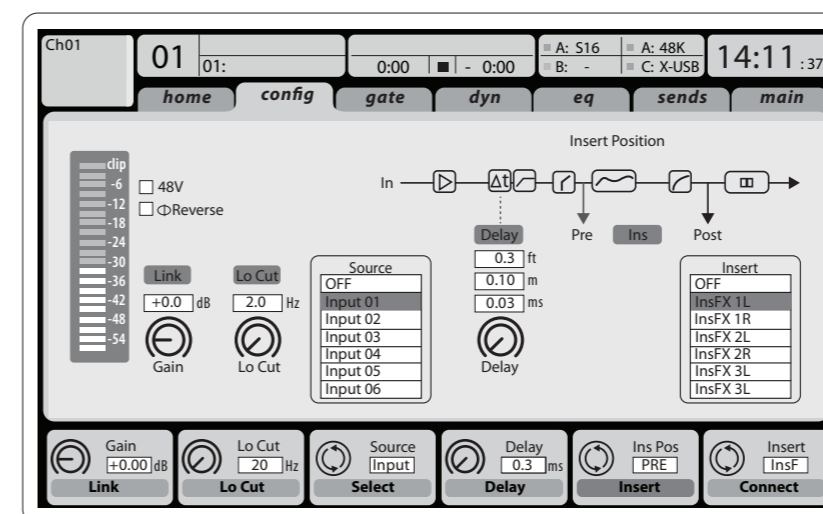 Ch01
01
01:
0:00 - 0:00
A: S16
B: -
A: 48K
C: X-USB
14:11 :37
home config gate dyn eq sends main
Insert Position
clip
-6
-12
-18
-24
-30
-36
-42
-48
-54
48V
ΦReverse
In
Δt
Pre Ins Post
Delay
0.3 ft
0.10 m
0.03 ms
Delay
Link
+0.0 dB
Gain
Lo Cut
2.0 Hz
Lo Cut
Source
OFF
Input 01
Input 02
Input 03
Input 04
Input 05
Input 06
Insert
OFF
InsFX 1L
InsFX 1R
InsFX 2L
InsFX 2R
InsFX 3L
InsFX 3L
Gain
+0.00 dB
Link
Lo Cut
20 Hz
Lo Cut
Source
Input
Select
Delay
0.3 ms
Delay
Ins Pos
PRE
Insert
Insert
InsF
Connect